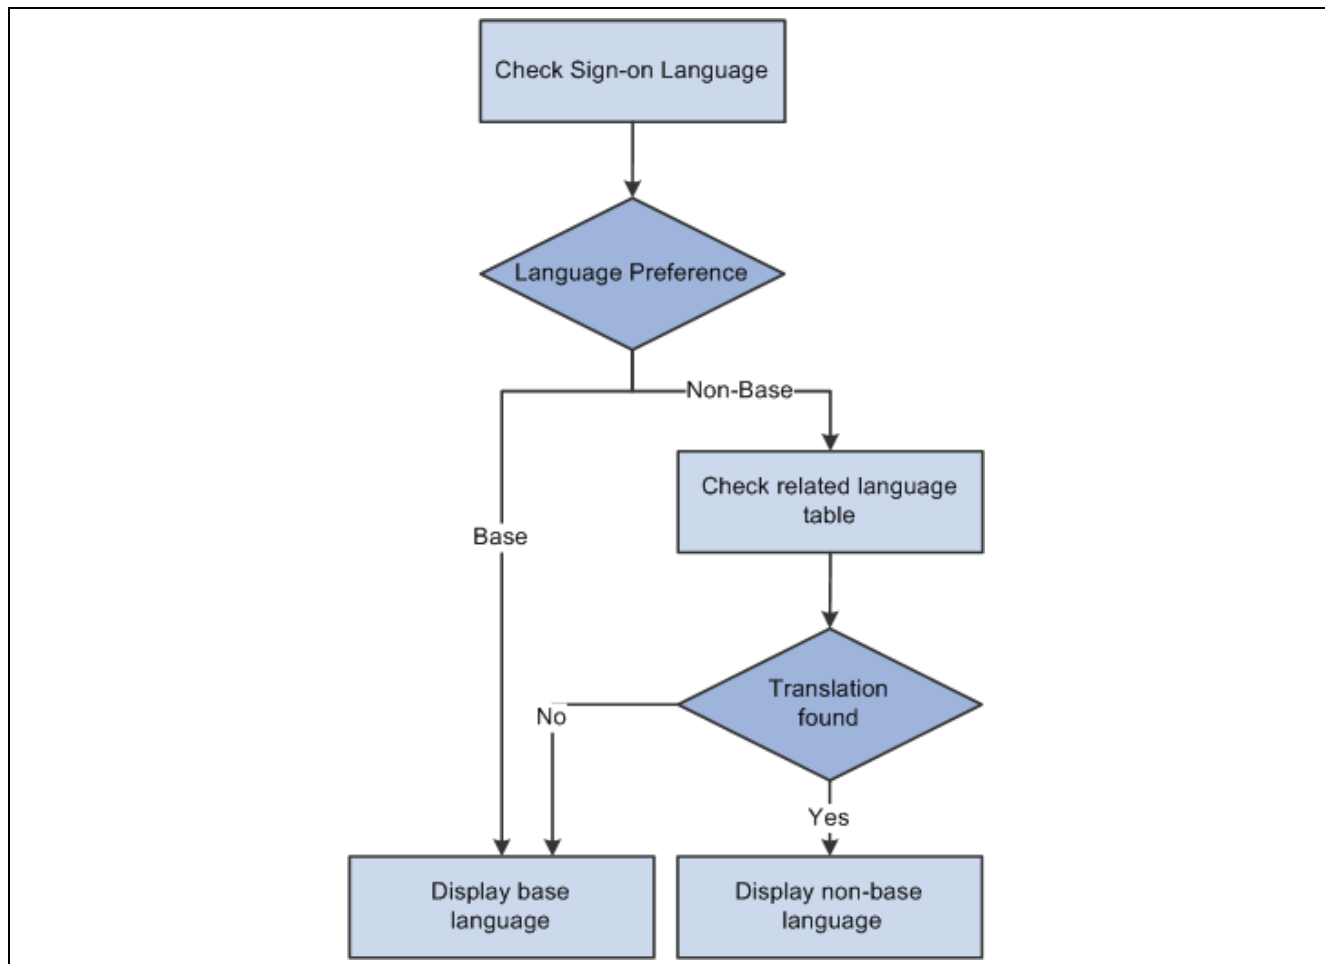 Check Sign-on Language
Language Preference
Non-Base
Check related language
table
Base
Translation
found
No
Yes
Display base
language
Display non-base
language